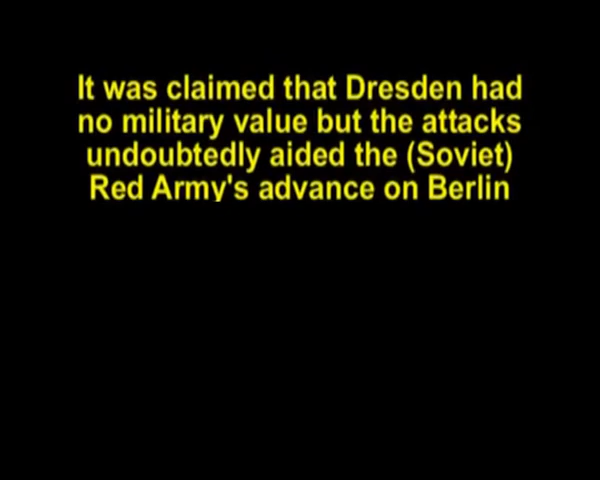 It was claimed that Dresden had
no military value but the attacks
undoubtedly aided the (Soviet)
Red Army's advance on Berlin